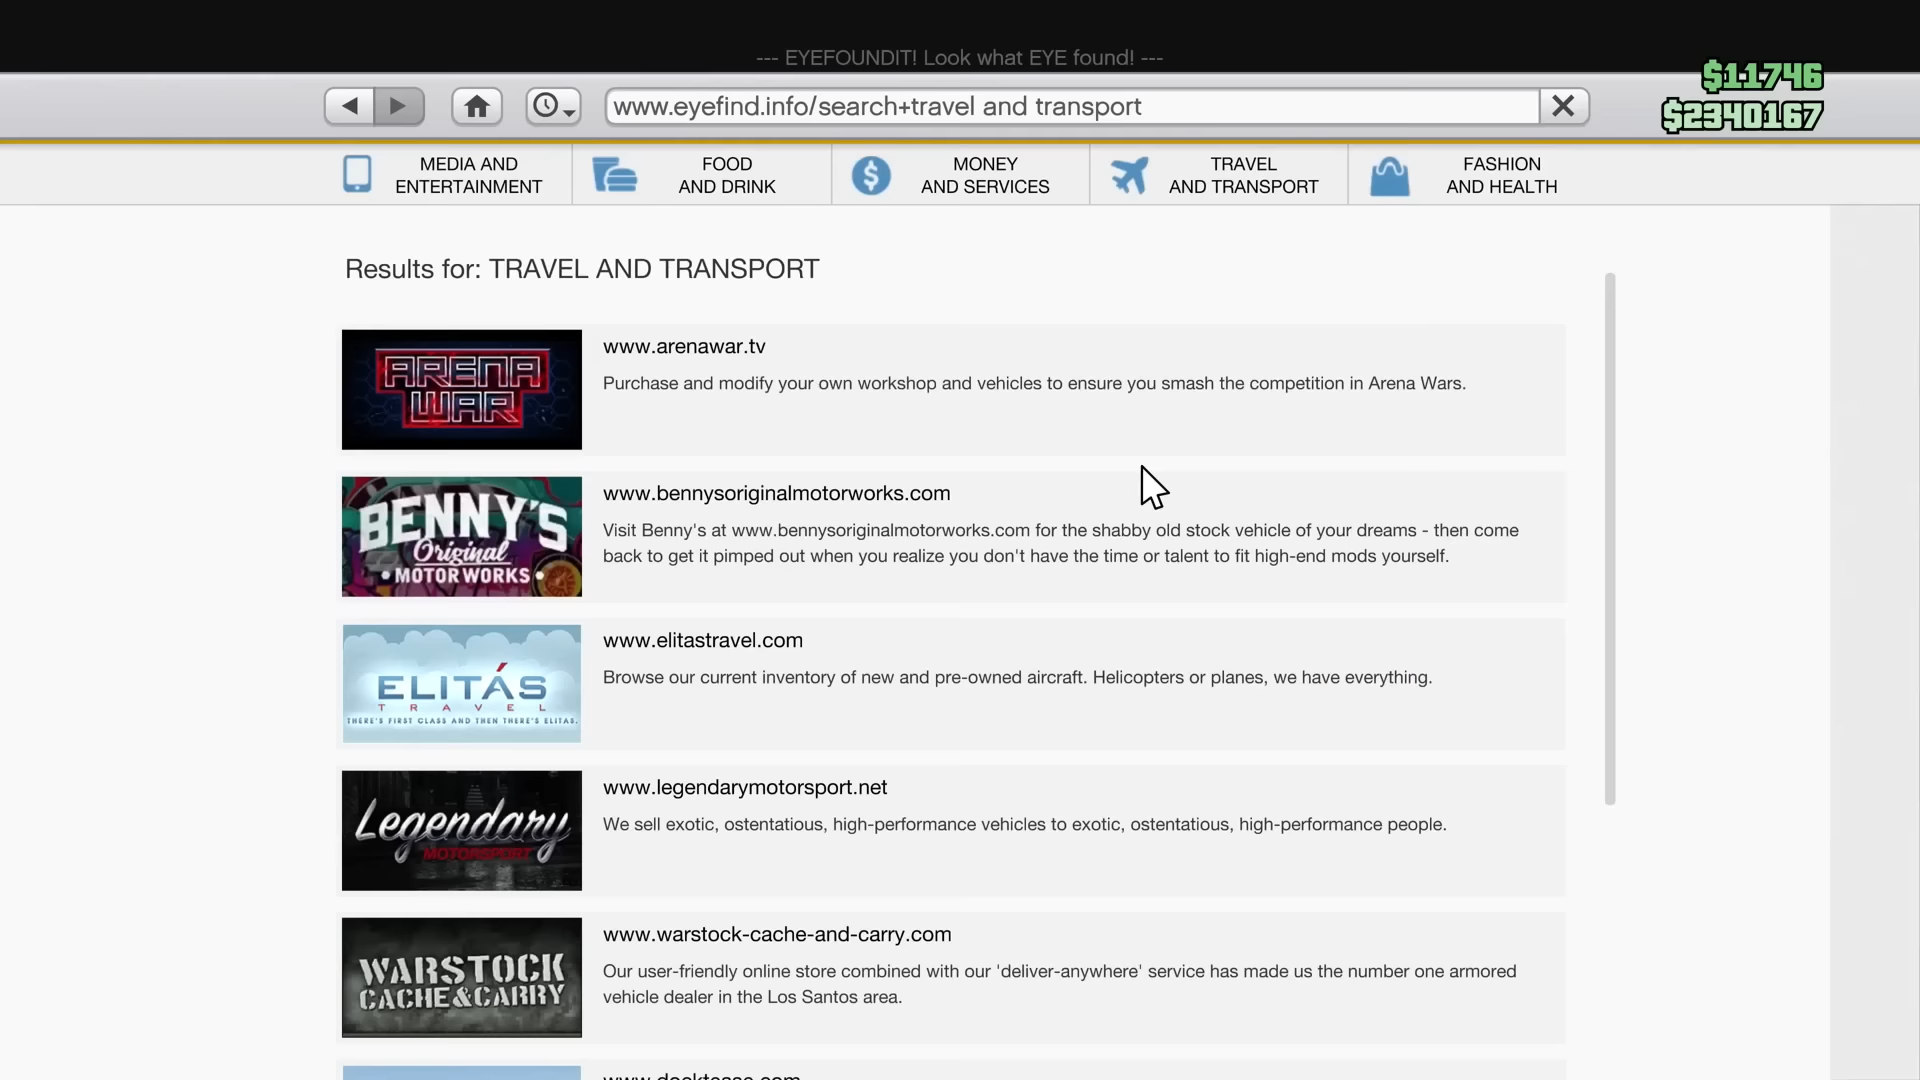 --- EYEFOUNDIT! Look what EYE found! ---
$11746
www.eyefind.info/search+travel and transport
$2340167
MEDIA AND
ENTERTAINMENT
FOOD
AND DRINK
MONEY
AND SERVICES
TRAVEL
AND TRANSPORT
FASHION
AND HEALTH
Results for: TRAVEL AND TRANSPORT
ARENA
WAR
www.arenawar.tv
Purchase and modify your own workshop and vehicles to ensure you smash the competition in Arena Wars.
BENNY'S
Original
MOTOR WORKS
www.bennysoriginalmotorworks.com
Visit Benny's at www.bennysoriginalmotorworks.com for the shabby old stock vehicle of your dreams - then come
back to get it pimped out when you realize you don't have the time or talent to fit high-end mods yourself.
ELITÁS
TRAVEL
THERE'S FIRST CLASS AND THEN THERE'S ELITAS.
www.elitastravel.com
Browse our current inventory of new and pre-owned aircraft. Helicopters or planes, we have everything.
Legendary
MOTORSPORT
www.legendarymotorsport.net
We sell exotic, ostentatious, high-performance vehicles to exotic, ostentatious, high-performance people.
WARSTOCK
CACHE&CARRY
www.warstock-cache-and-carry.com
Our user-friendly online store combined with our 'deliver-anywhere' service has made us the number one armored
vehicle dealer in the Los Santos area.